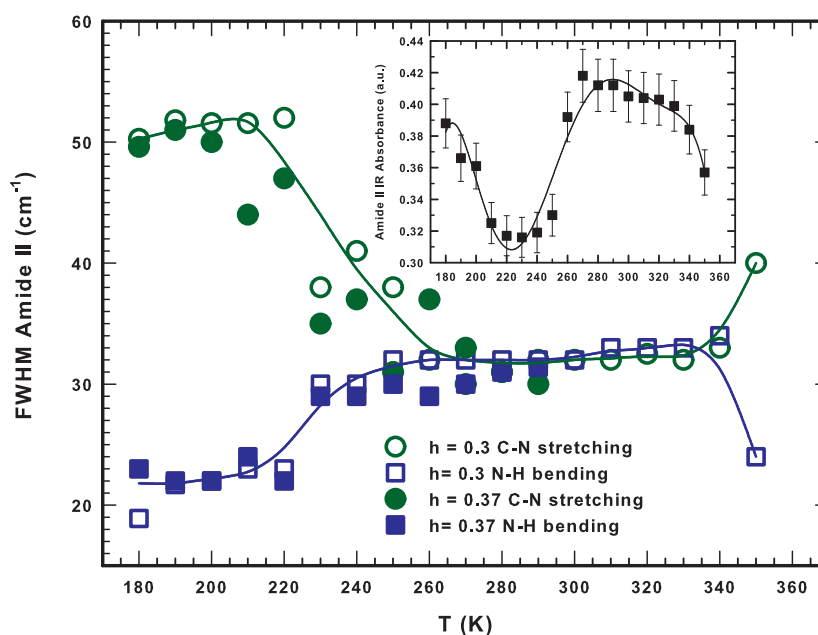 60
50
40
30
20
FWHM Amide II (cm-1)
180 200 220 240 260 280 300 320 340 360
T (K)
0.44
0.42
0.40
0.38
0.36
0.34
0.32
0.30
Amide II IR Absorbance (a.u.)
180 200 220 240 260 280 300 320 340 360
h = 0.3 C-N stretching
h= 0.3 N-H bending
h = 0.37 C-N stretching
h= 0.37 N-H bending